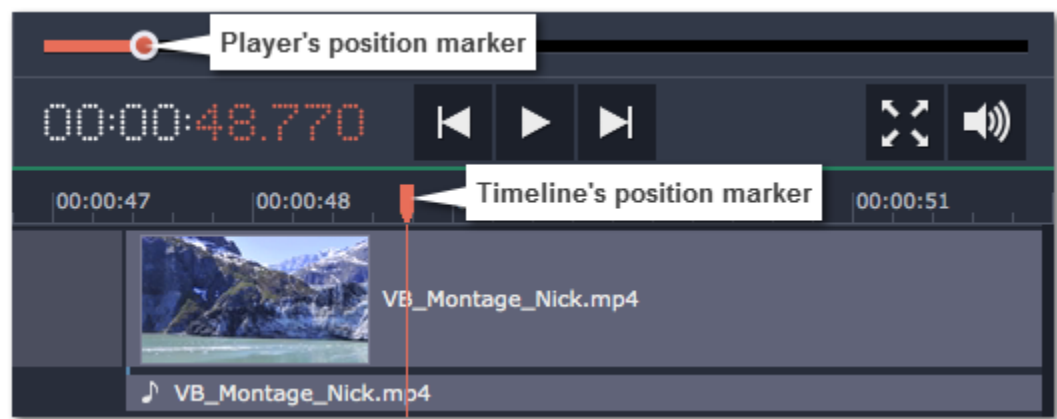 Player's position marker
00:00:48.770
Timeline's position marker
00:00:47 00:00:48 00:00:51
VB_Montage_Nick.mp4
VB_Montage_Nick.mp4